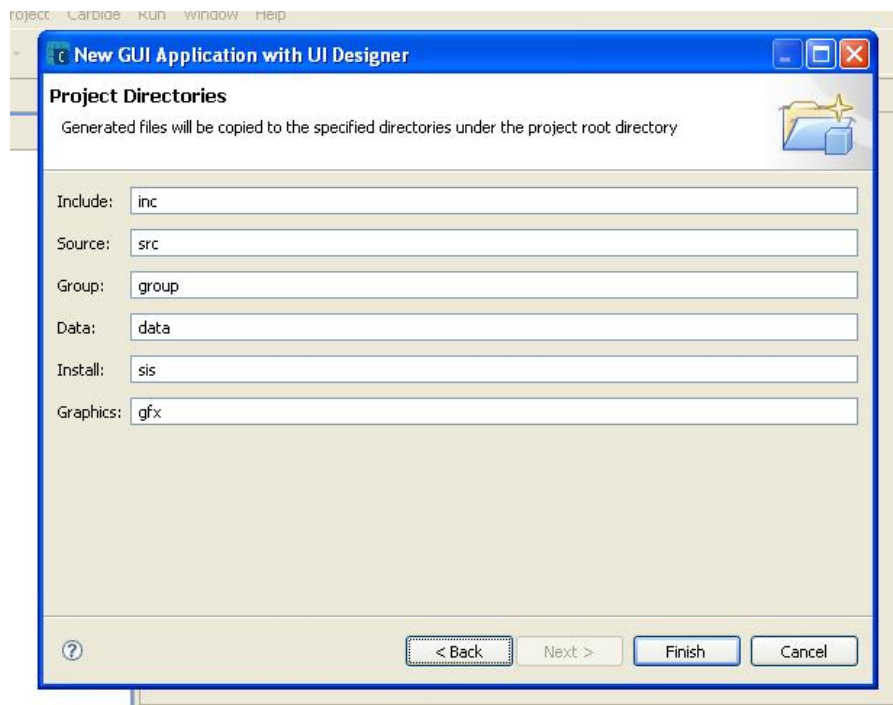 Project Carbide Run Window Help
New GUI Application with UI Designer
Project Directories
Generated files will be copied to the specified directories under the project root directory
Include: inc
Source: src
Group: group
Data: data
Install: sis
Graphics: gfx
< Back Next > Finish Cancel